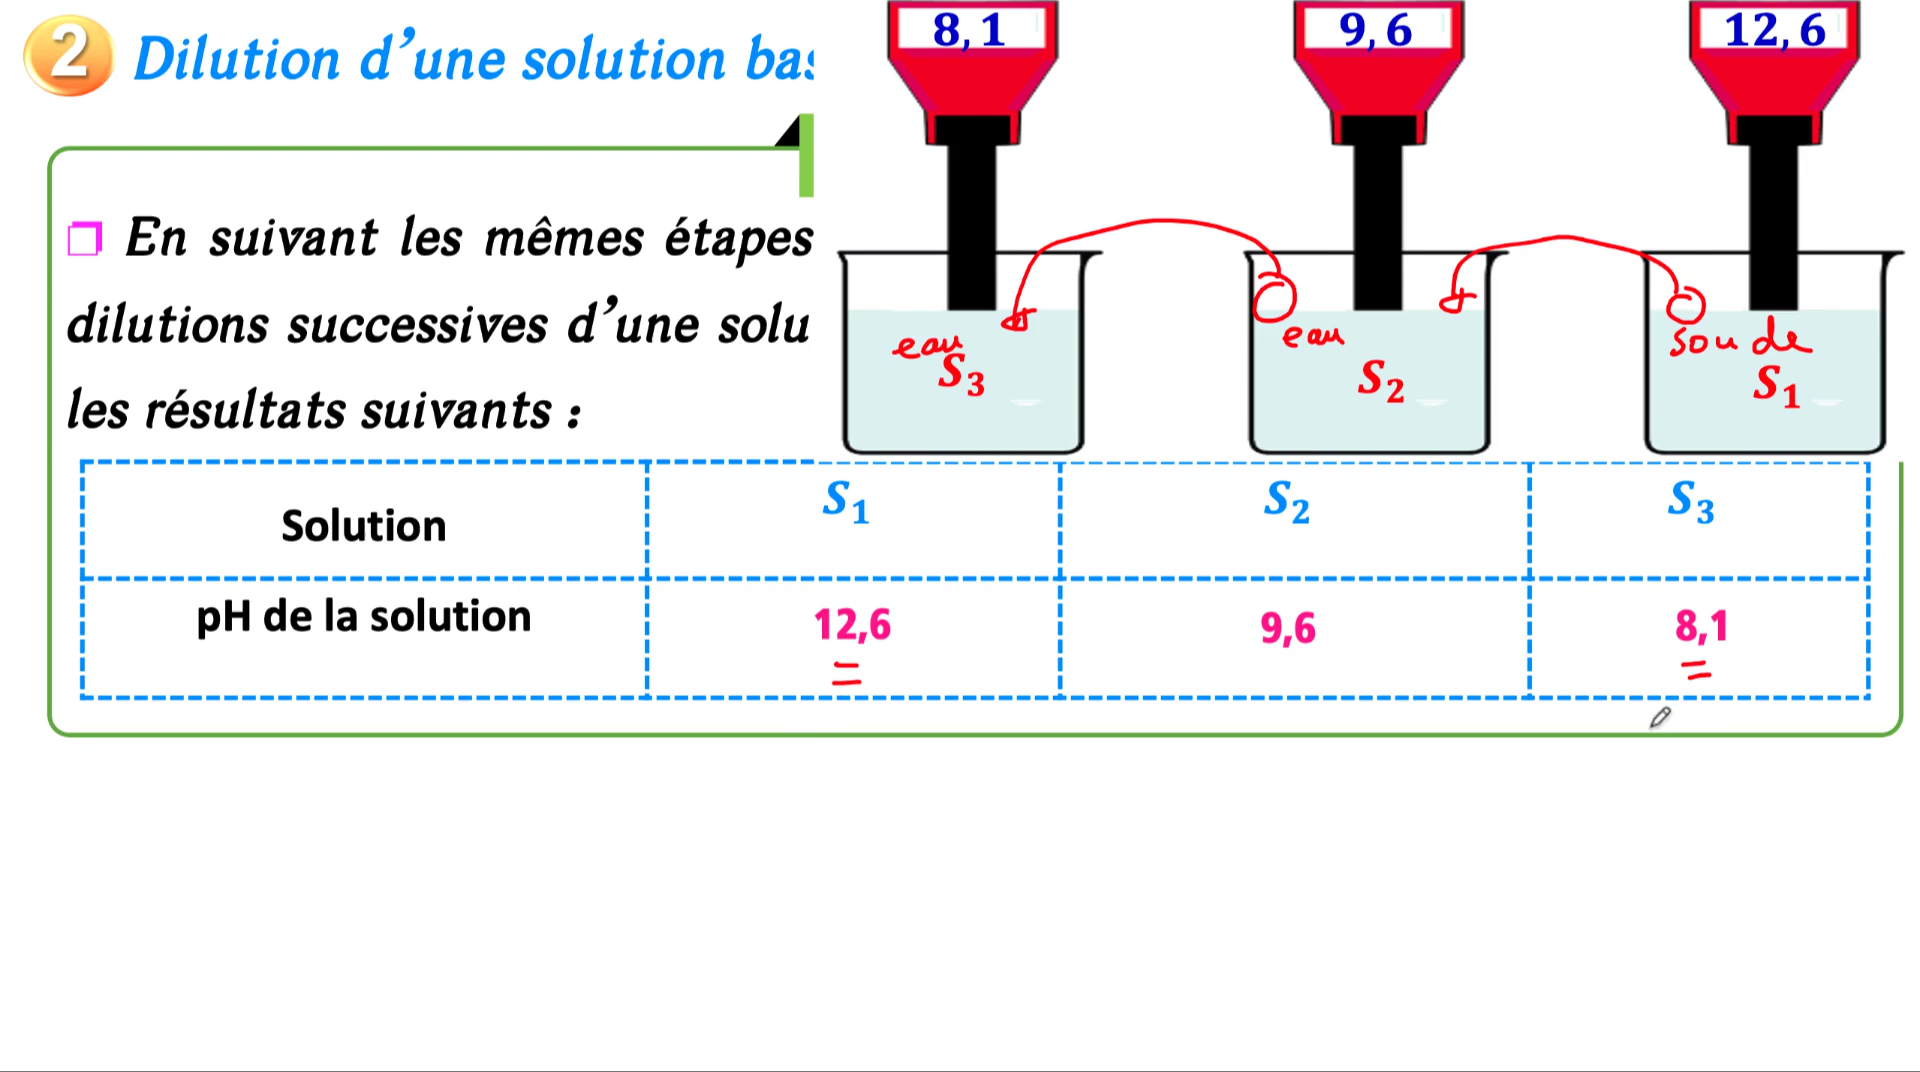 2 Dilution d'une solution
8,1 9,6 12,6
❐ En suivant les mêmes étapes
dilutions successives d'une solu
les résultats suivants :
eau eau soude
S₃ S₂ S₁
Solution S₁ S₂ S₃
pH de la solution 12,6 9,6 8,1